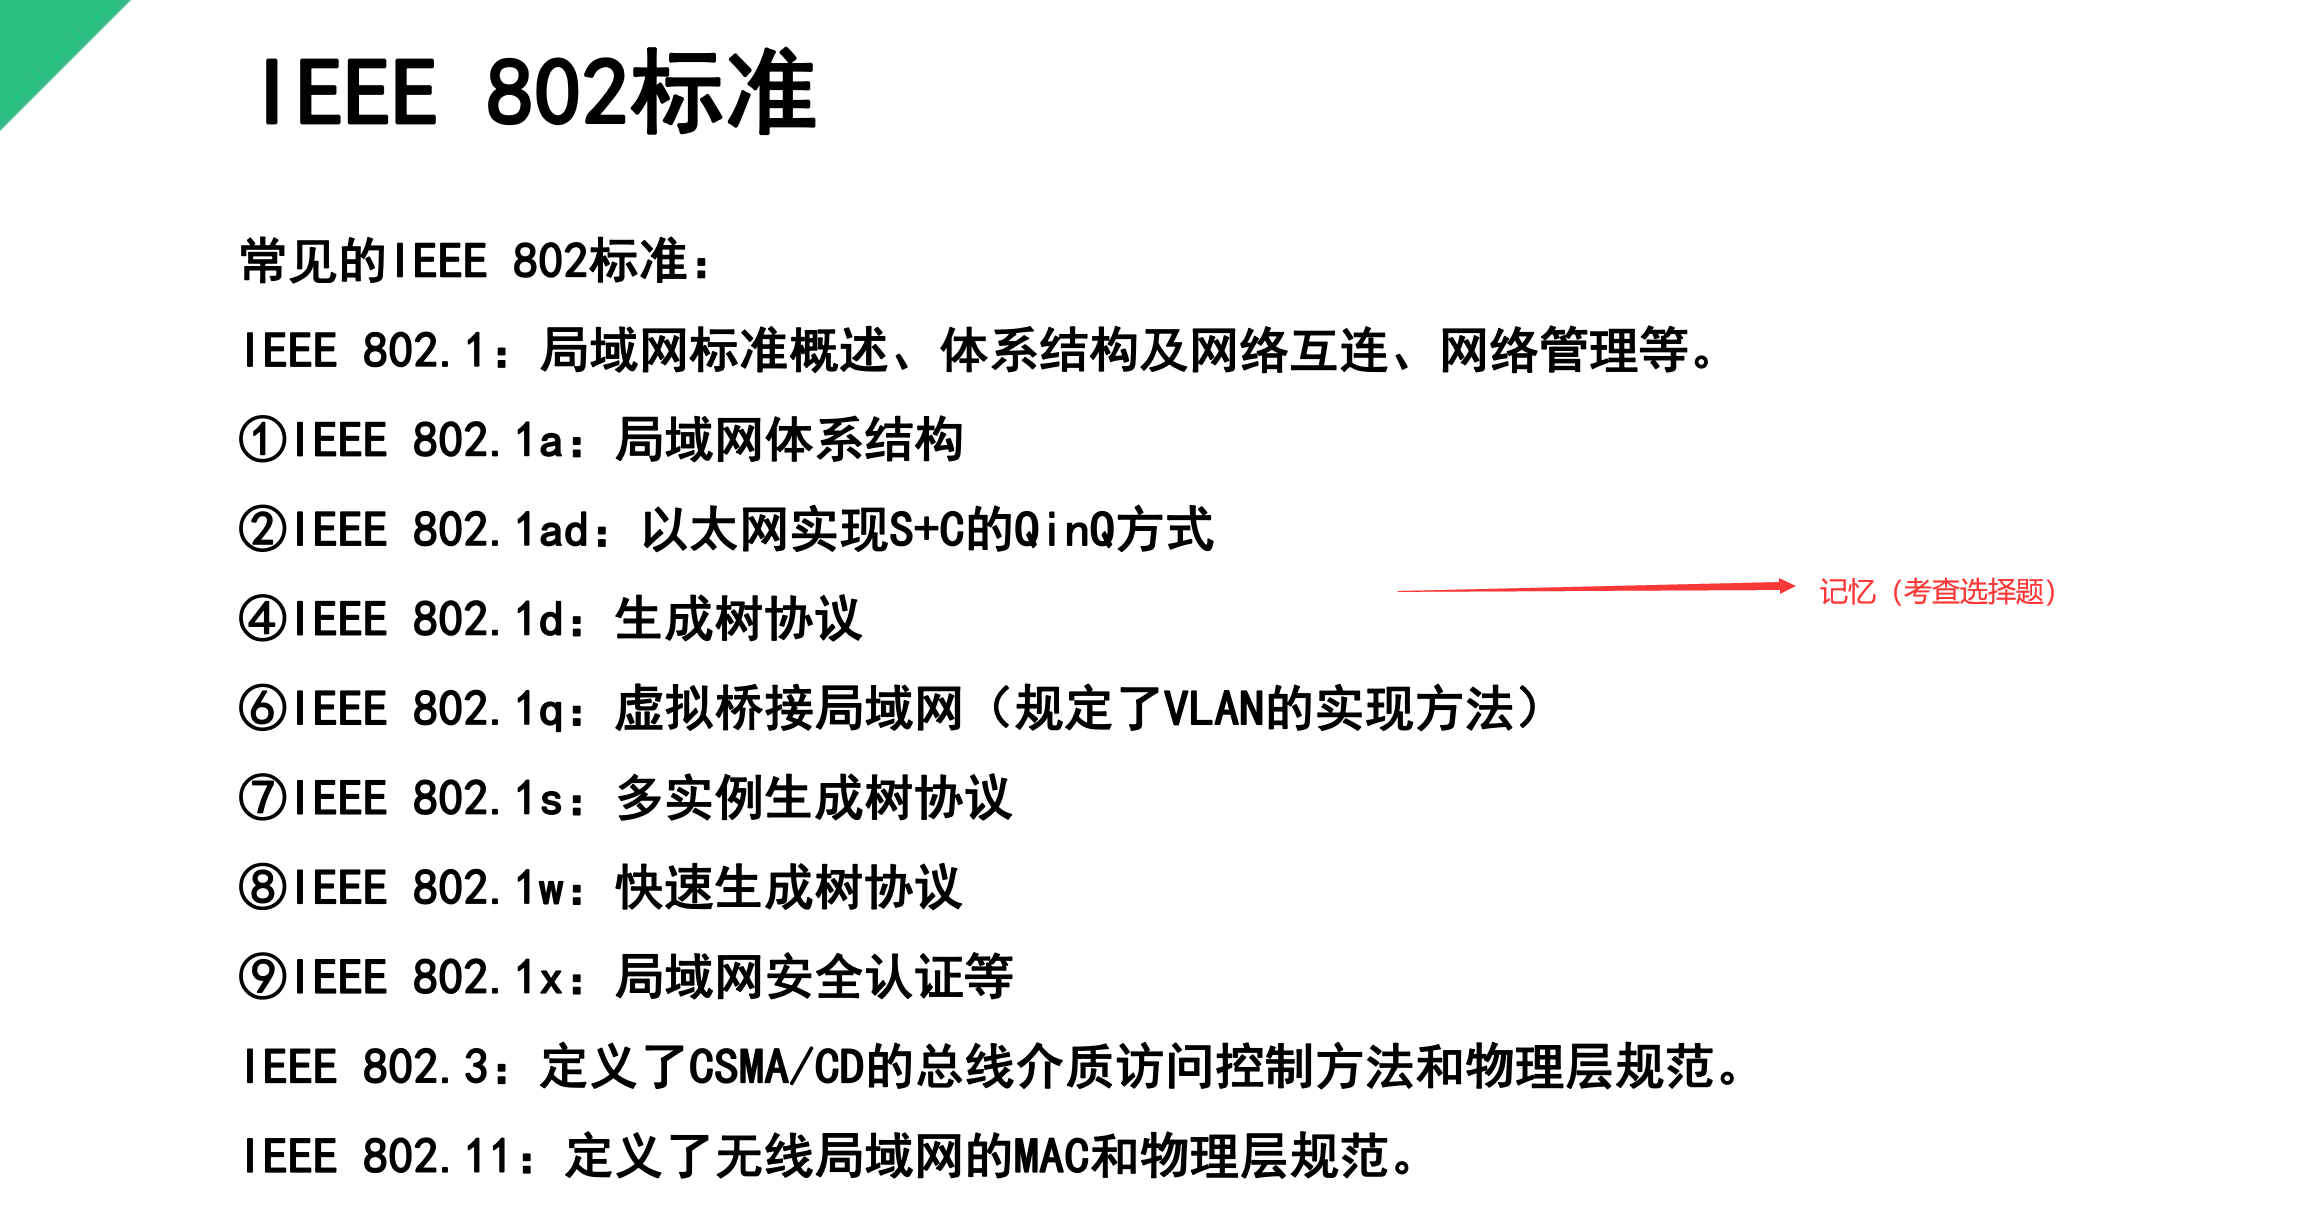 IEEE 802标准
常见的IEEE 802标准：
IEEE 802.1：局域网标准概述、体系结构及网络互连、网络管理等。
①IEEE 802.1a：局域网体系结构
②IEEE 802.1ad：以太网实现S+C的QinQ方式
④IEEE 802.1d：生成树协议
记忆（考查选择题）
⑥IEEE 802.1q：虚拟桥接局域网（规定了VLAN的实现方法）
⑦IEEE 802.1s：多实例生成树协议
⑧IEEE 802.1w：快速生成树协议
⑨IEEE 802.1x：局域网安全认证等
IEEE 802.3：定义了CSMA/CD的总线介质访问控制方法和物理层规范。
IEEE 802.11：定义了无线局域网的MAC和物理层规范。